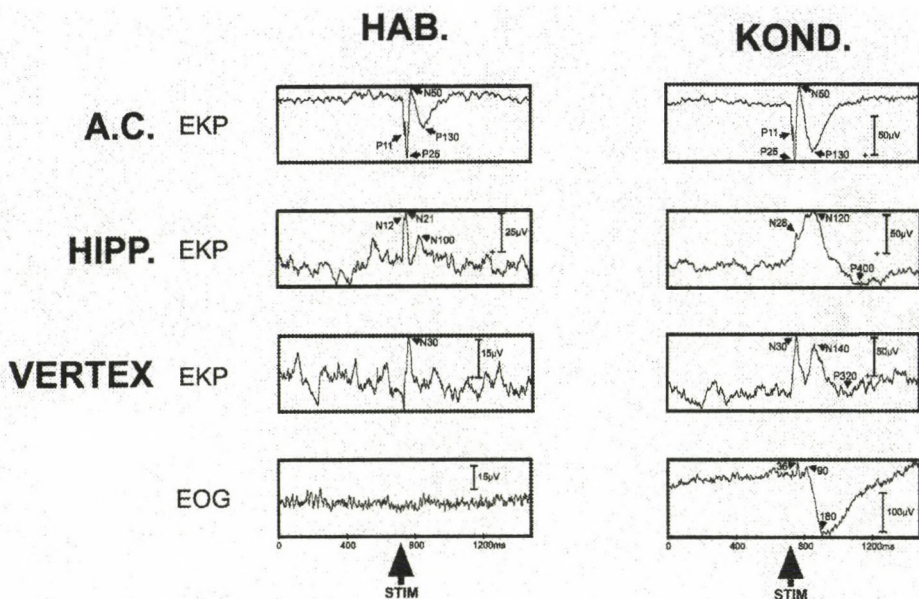 HAB.
KOND.
A.C. EKP
P11
N50
P130
P25
P11
N50
50μV
P25
P130
+
HIPP. EKP
N12
N21
N100
25μV
N28
N120
50μV
+
P400
VERTEX EKP
N30
15μV
N30
N140
50μV
P320
EOG
15μV
36
90
180
100μV
0 400 800 1200ms
0 400 800 1200ms
STIM
STIM